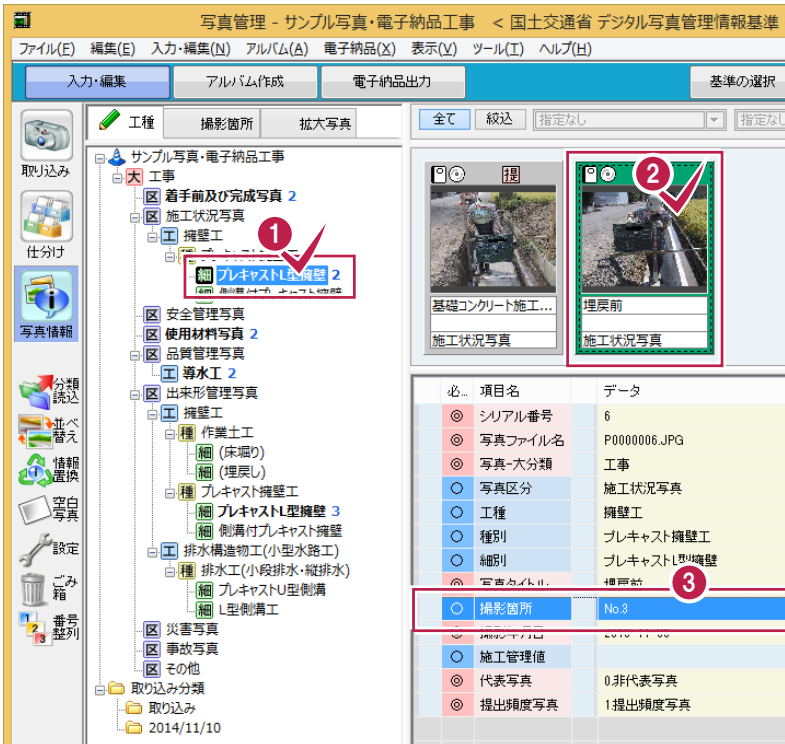 写真管理 - サンプル写真・電子納品工事 < 国土交通省 デジタル写真管理情報基準
ファイル(F) 編集(E) 入力・編集(N) アルバム(A) 電子納品(X) 表示(V) ツール(T) ヘルプ(H)
入力・編集 アルバム作成 電子納品出力 基準の選択
工種 撮影箇所 拡大写真
全て 絞込 指定なし 指定なし
取り込み
仕分け
写真情報
分類読込
並べ替え
情報置換
空白写真
設定
ごみ箱
番号整列
サンプル写真・電子納品工事
大 工事
区 着手前及び完成写真 2
区 施工状況写真
工 擁壁工
1
種
細 プレキャストL型擁壁 2
細 側溝付プレキャスト擁壁
区 安全管理写真
区 使用材料写真 2
区 品質管理写真
工 導水工 2
区 出来形管理写真
工 擁壁工
種 作業土工
細 (床堀り)
細 (埋戻し)
種 プレキャスト擁壁工
細 プレキャストL型擁壁 3
細 側溝付プレキャスト擁壁
工 排水構造物工(小型水路工)
種 排水工(小段排水・縦排水)
細 プレキャストU型側溝
細 L型側溝工
区 災害写真
区 事故写真
区 その他
取り込み分類
取り込み
2014/11/10
提
基礎コンクリート施工...
施工状況写真
2
埋戻前
施工状況写真
必... 項目名 データ
◎ シリアル番号 6
◎ 写真ファイル名 P0000006.JPG
◎ 写真-大分類 工事
○ 写真区分 施工状況写真
○ 工種 擁壁工
○ 種別 プレキャスト擁壁工
○ 細別 プレキャストL型擁壁
◎ 写真タイトル 埋戻前
3
○ 撮影箇所 No.3
○ 施工管理値
◎ 代表写真 0.非代表写真
◎ 提出頻度写真 1.提出頻度写真